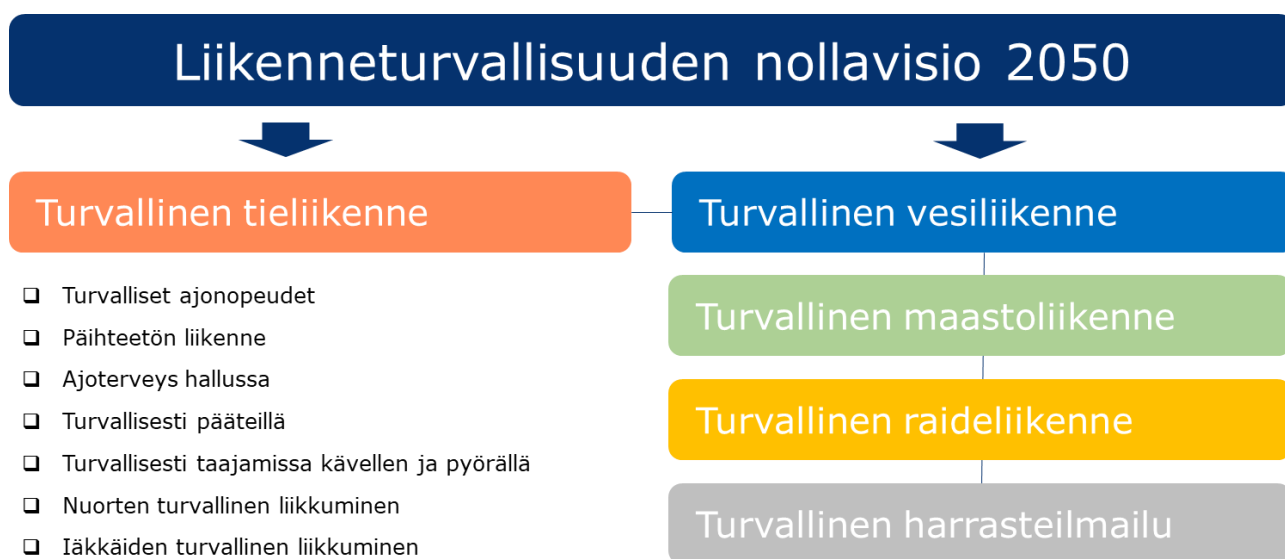 Liikenneturvallisuuden nollavisio 2050
Turvallinen tieliikenne
Turvalliset ajonopeudet
Päihteetön liikenne
Ajoterveys hallussa
Turvallisesti pääteillä
Turvallisesti taajamissa kävellen ja pyörällä
Nuorten turvallinen liikkuminen
Iäkkäiden turvallinen liikkuminen
Turvallinen vesiliikenne
Turvallinen maastoliikenne
Turvallinen raideliikenne
Turvallinen harrasteilmailu